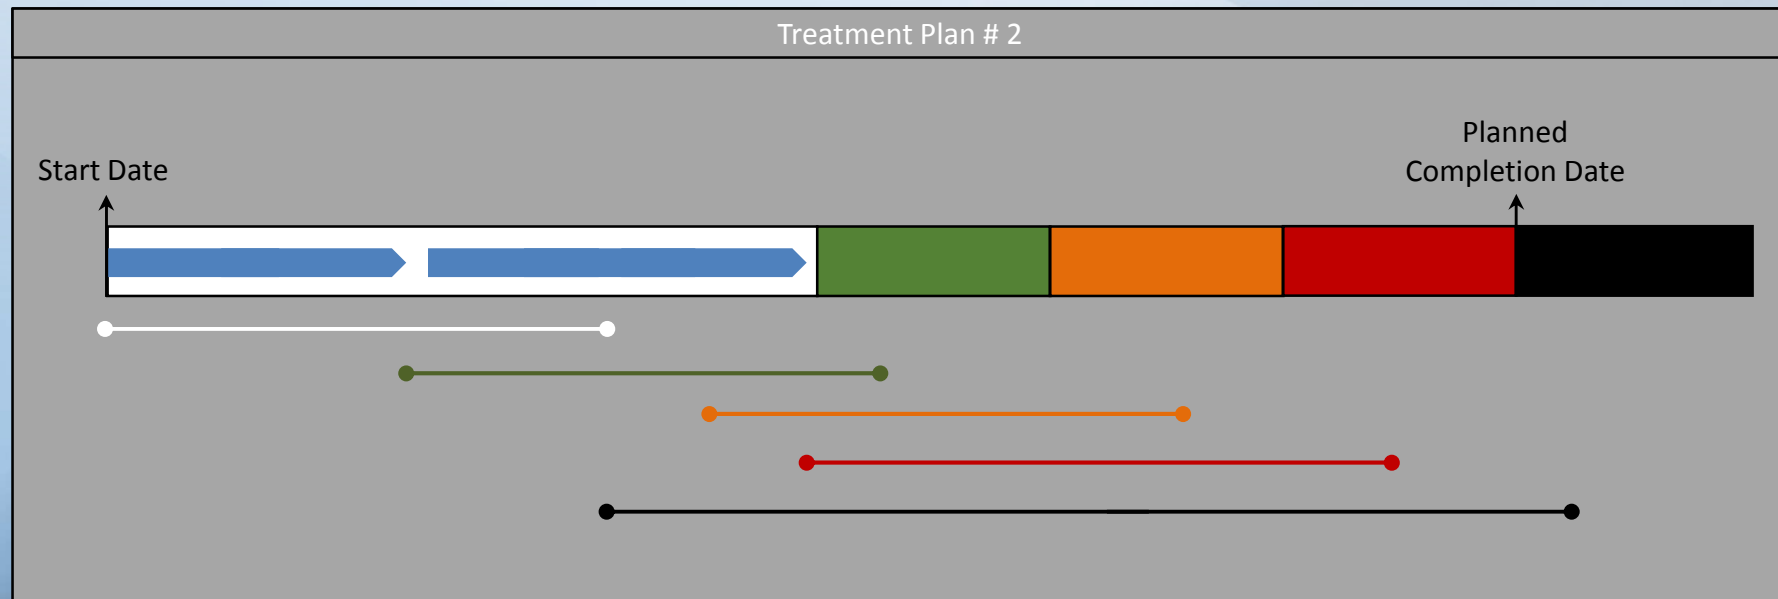 Treatment Plan # 2
Planned
Completion Date
Start Date